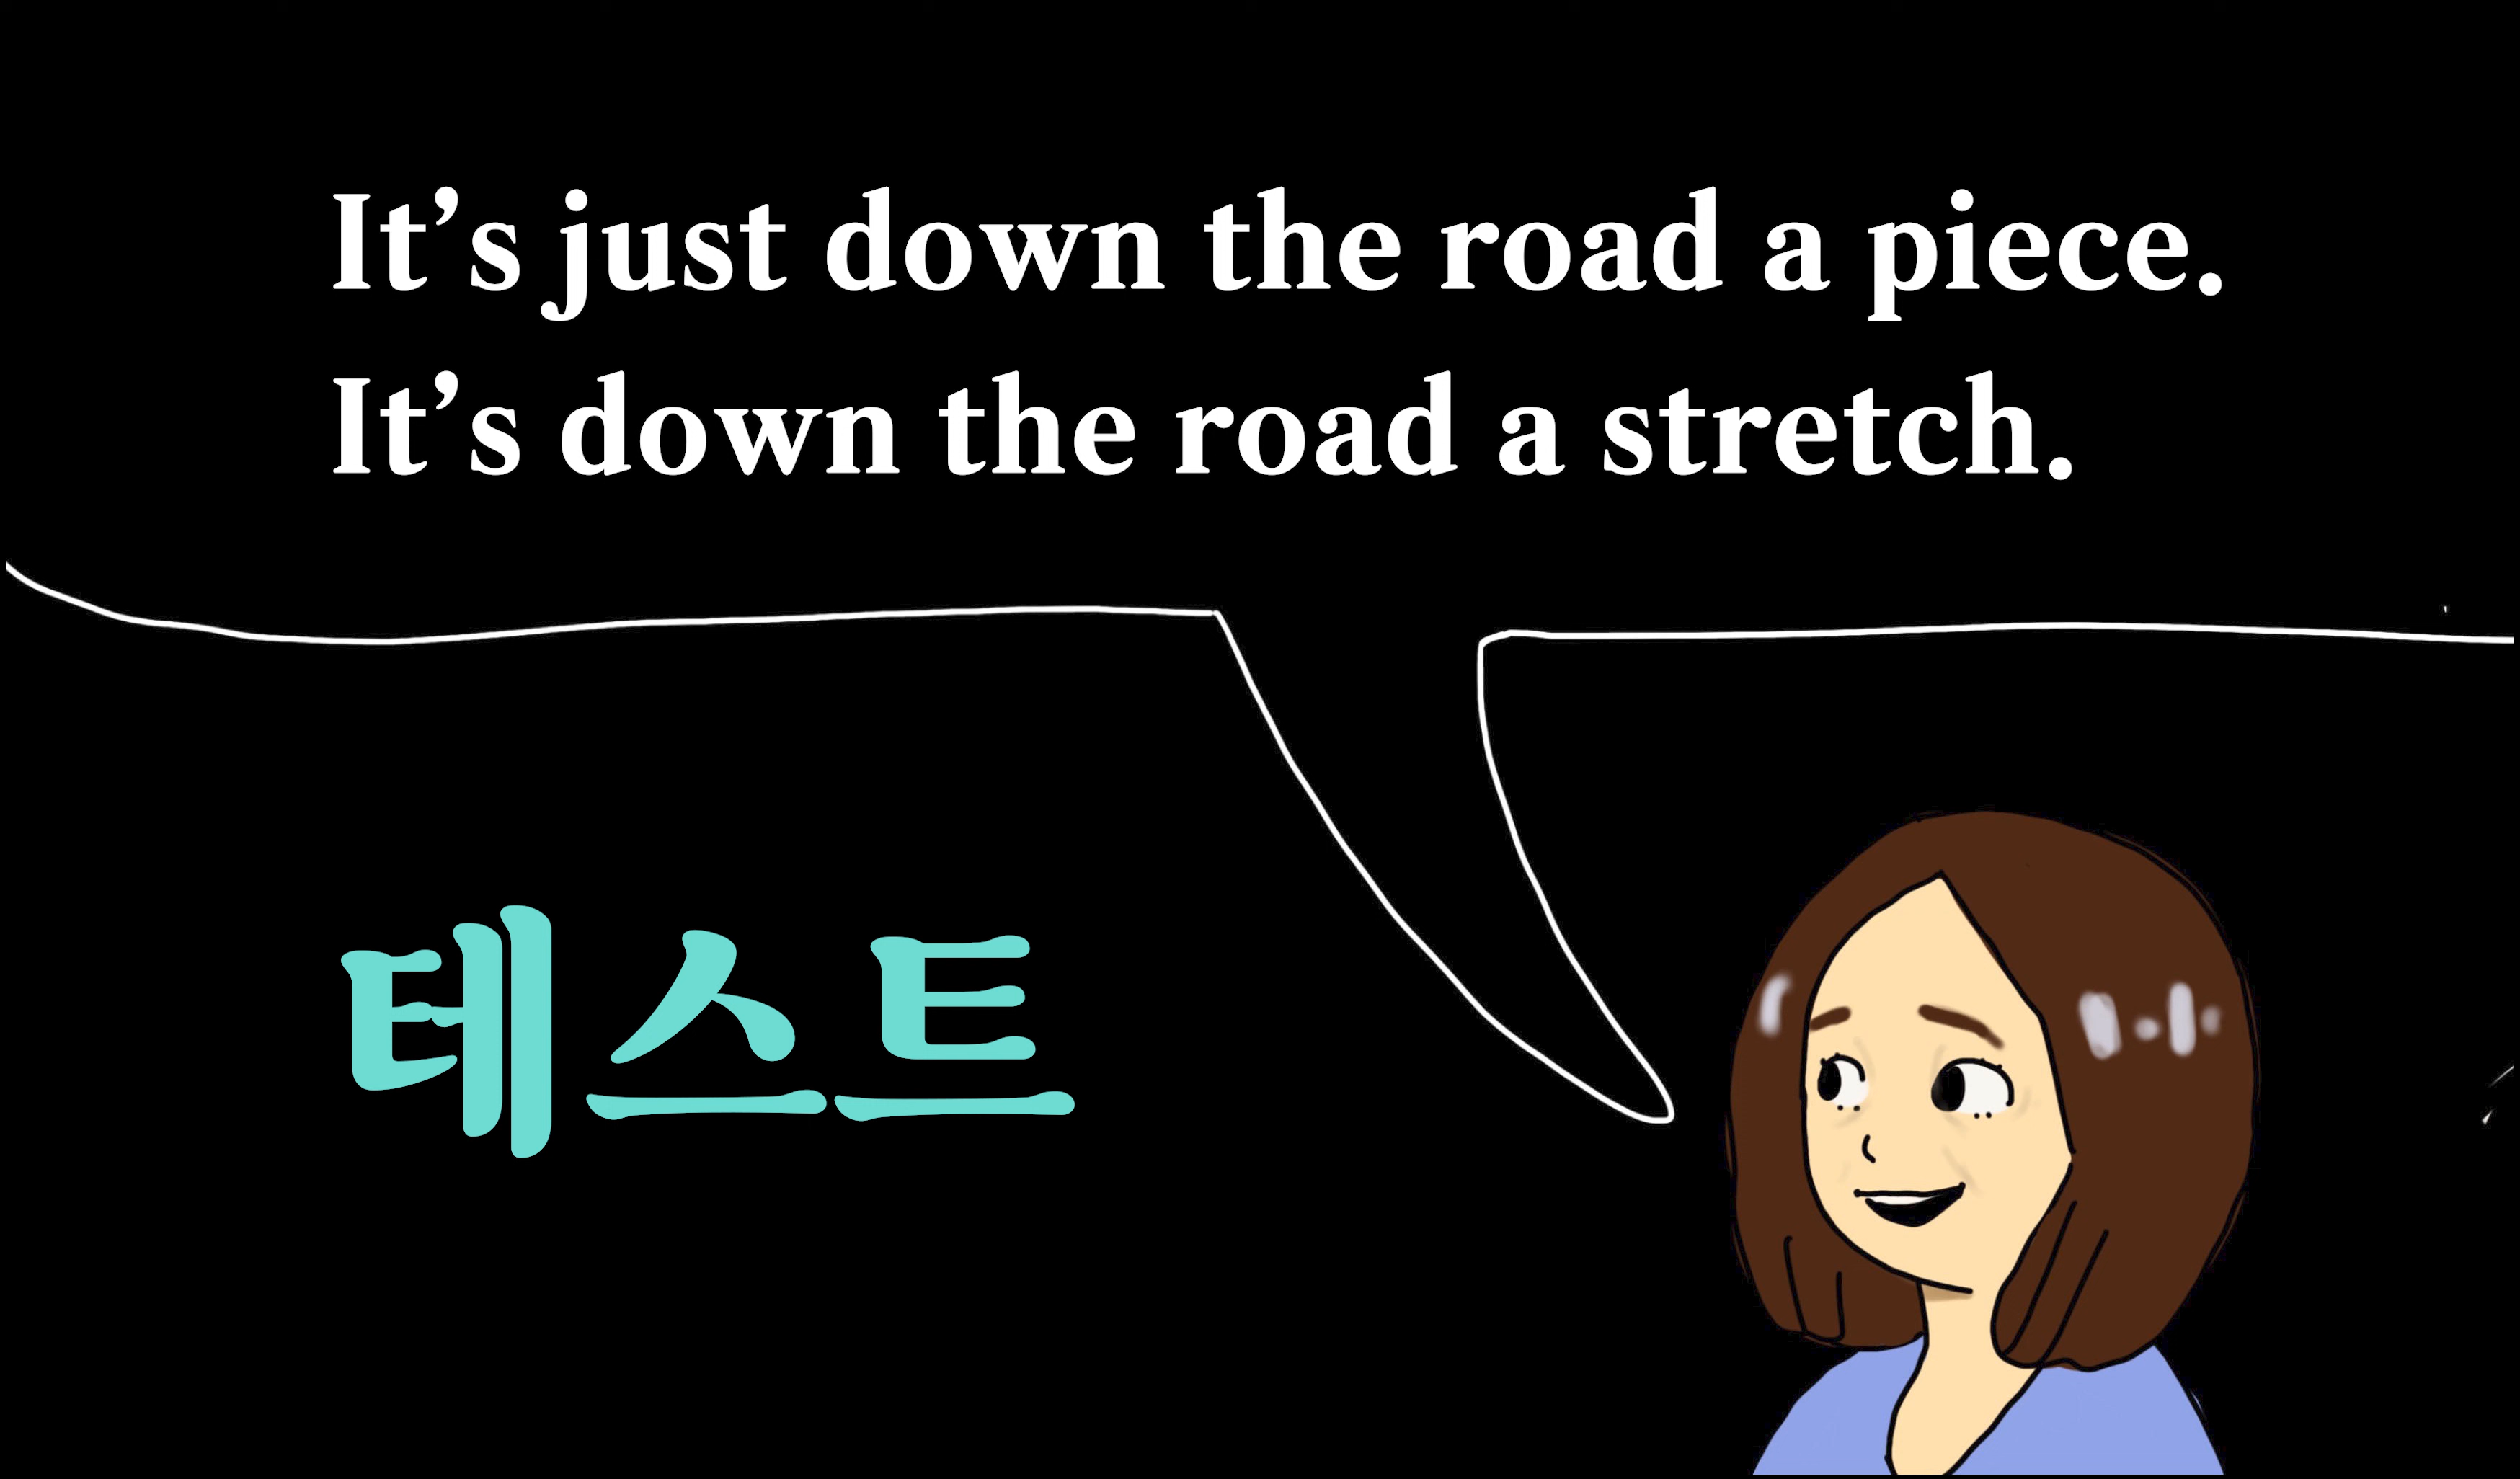 It’s just down the road a piece.
It’s down the road a stretch.
테스트